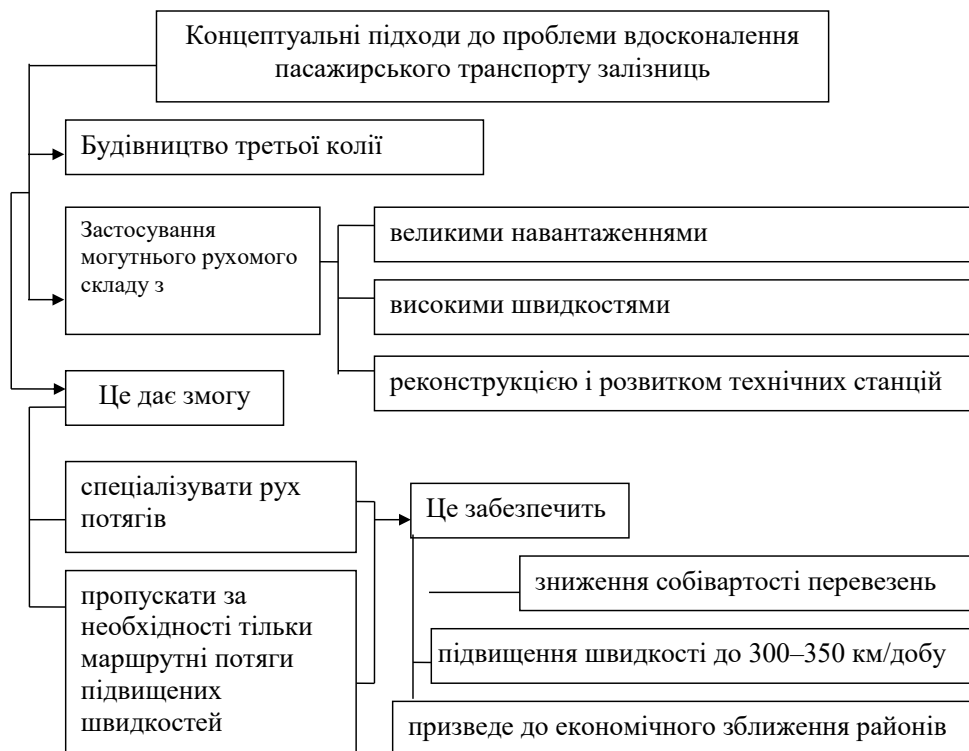 Концептуальні підходи до проблеми вдосконалення
пасажирського транспорту залізниць
Будівництво третьої колії
Застосування
могутнього рухомого
складу з
великими навантаженнями
високими швидкостями
реконструкцією і розвитком технічних станцій
Це дає змогу
спеціалізувати рух
потягів
пропускати за
необхідності тільки
маршрутні потяги
підвищених
швидкостей
Це забезпечить
зниження собівартості перевезень
підвищення швидкості до 300–350 км/добу
призведе до економічного зближення районів